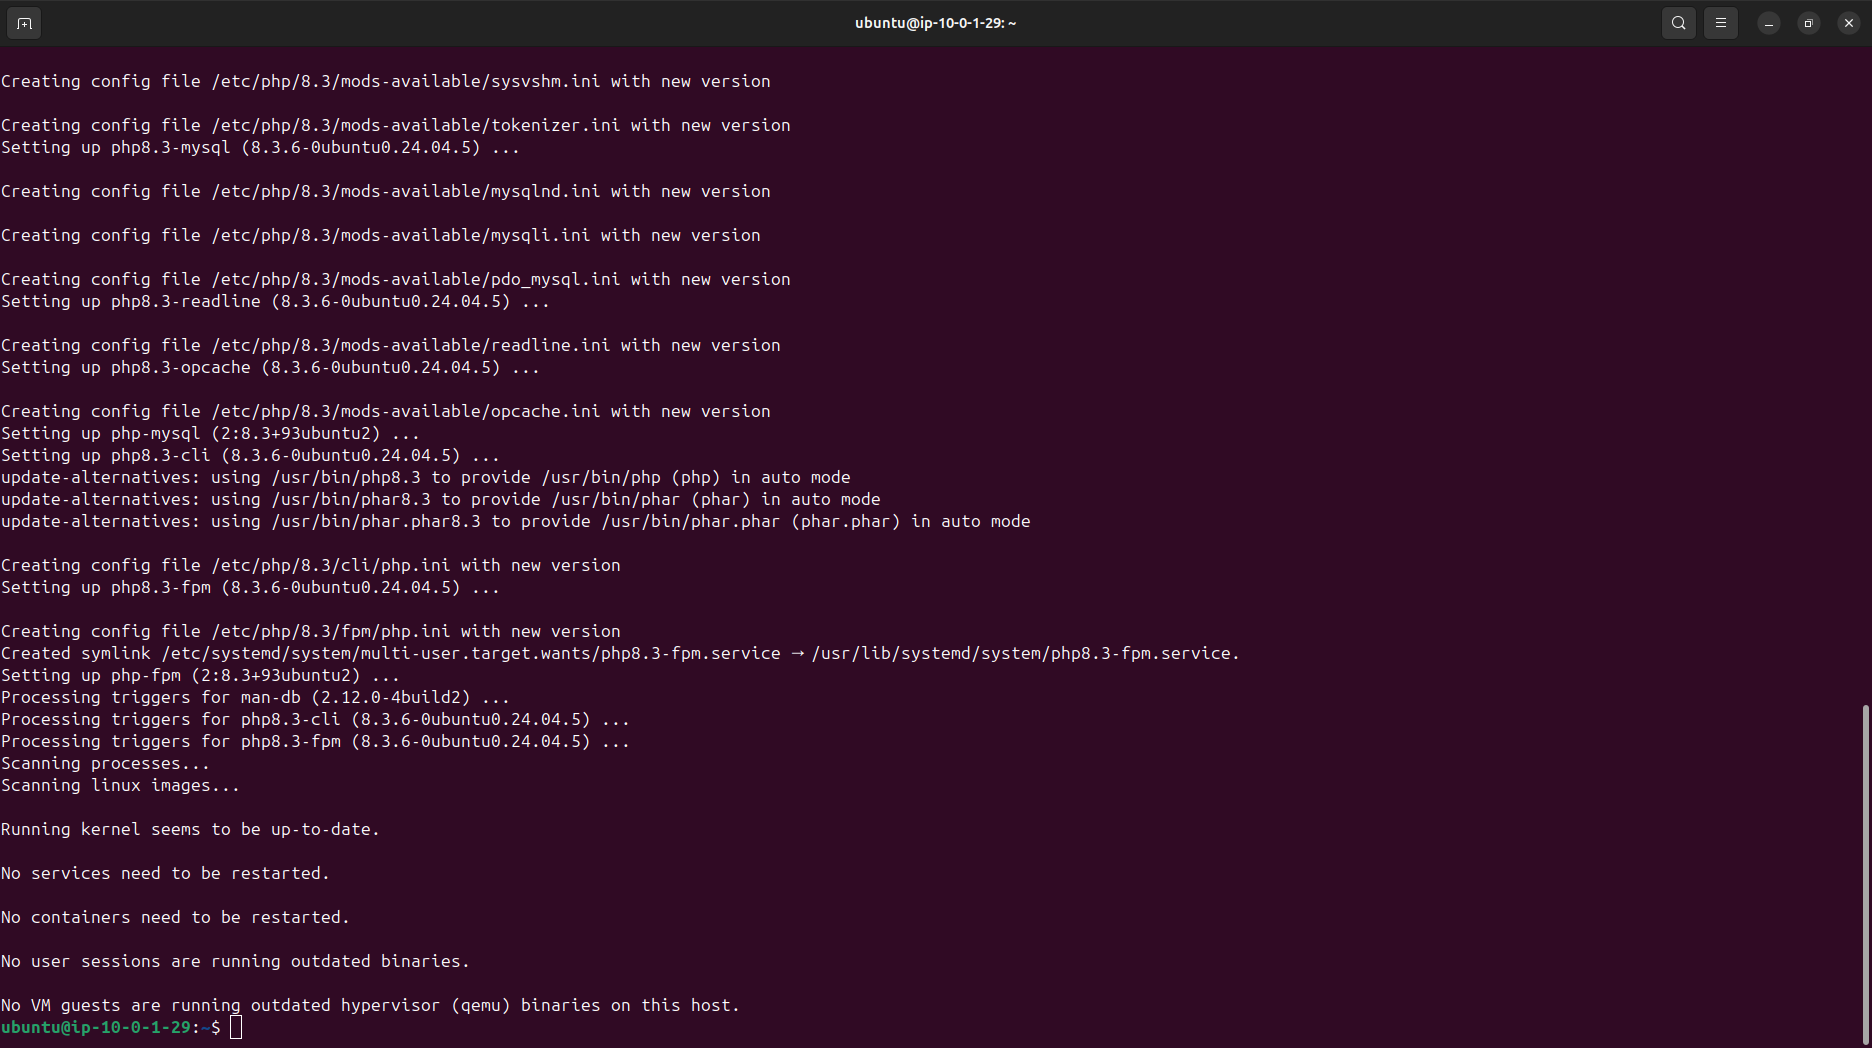 ubuntu@ip-10-0-1-29: ~
Creating config file /etc/php/8.3/mods-available/sysvshm.ini with new version
Creating config file /etc/php/8.3/mods-available/tokenizer.ini with new version
Setting up php8.3-mysql (8.3.6-0ubuntu0.24.04.5) ...
Creating config file /etc/php/8.3/mods-available/mysqlnd.ini with new version
Creating config file /etc/php/8.3/mods-available/mysqli.ini with new version
Creating config file /etc/php/8.3/mods-available/pdo_mysql.ini with new version
Setting up php8.3-readline (8.3.6-0ubuntu0.24.04.5) ...
Creating config file /etc/php/8.3/mods-available/readline.ini with new version
Setting up php8.3-opcache (8.3.6-0ubuntu0.24.04.5) ...
Creating config file /etc/php/8.3/mods-available/opcache.ini with new version
Setting up php-mysql (2:8.3+93ubuntu2) ...
Setting up php8.3-cli (8.3.6-0ubuntu0.24.04.5) ...
update-alternatives: using /usr/bin/php8.3 to provide /usr/bin/php (php) in auto mode
update-alternatives: using /usr/bin/phar8.3 to provide /usr/bin/phar (phar) in auto mode
update-alternatives: using /usr/bin/phar.phar8.3 to provide /usr/bin/phar.phar (phar.phar) in auto mode
Creating config file /etc/php/8.3/cli/php.ini with new version
Setting up php8.3-fpm (8.3.6-0ubuntu0.24.04.5) ...
Creating config file /etc/php/8.3/fpm/php.ini with new version
Created symlink /etc/systemd/system/multi-user.target.wants/php8.3-fpm.service → /usr/lib/systemd/system/php8.3-fpm.service.
Setting up php-fpm (2:8.3+93ubuntu2) ...
Processing triggers for man-db (2.12.0-4build2) ...
Processing triggers for php8.3-cli (8.3.6-0ubuntu0.24.04.5) ...
Processing triggers for php8.3-fpm (8.3.6-0ubuntu0.24.04.5) ...
Scanning processes...
Scanning linux images...
Running kernel seems to be up-to-date.
No services need to be restarted.
No containers need to be restarted.
No user sessions are running outdated binaries.
No VM guests are running outdated hypervisor (qemu) binaries on this host.
ubuntu@ip-10-0-1-29:~$